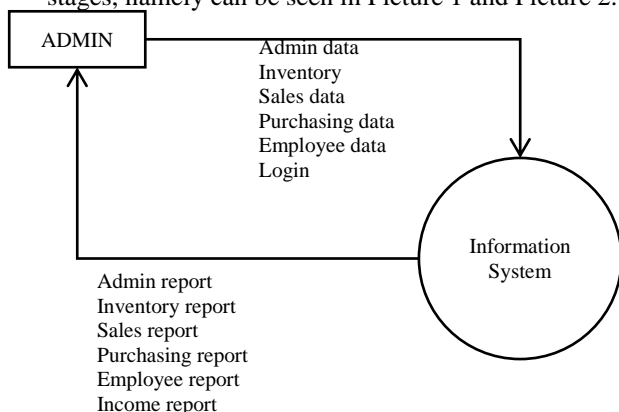 stages, namely can be seen in Picture 1 and Picture 2.
ADMIN
Admin data
Inventory
Sales data
Purchasing data
Employee data
Login
Information
System
Admin report
Inventory report
Sales report
Purchasing report
Employee report
Income report